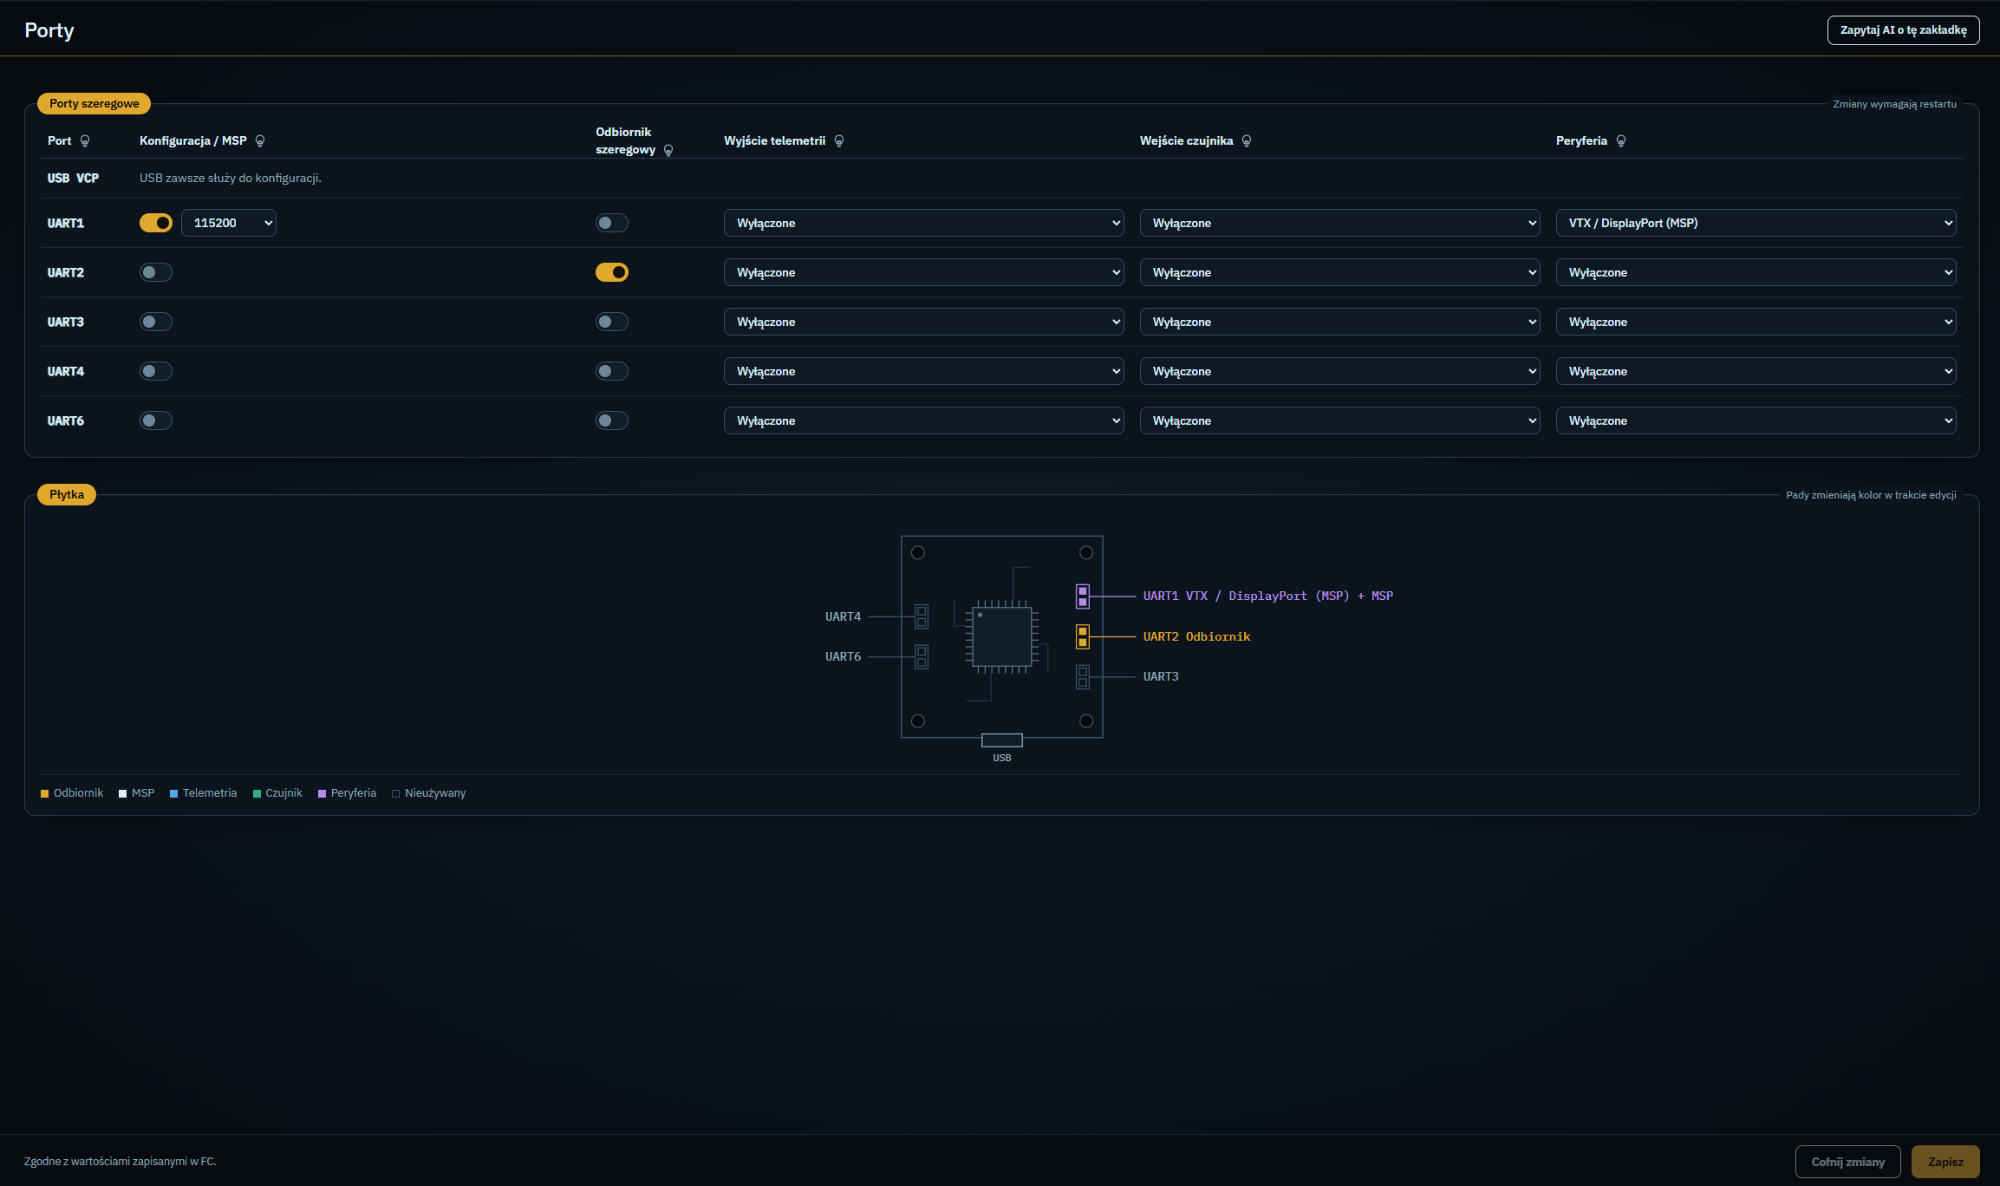 Porty
Zapytaj AI o tę zakładkę
Porty szeregowe
Zmiany wymagają restartu
Port
Konfiguracja / MSP
Odbiornik
szeregowy
Wyjście telemetrii
Wejście czujnika
Peryferia
USB VCP
USB zawsze służy do konfiguracji.
UART1
115200
Wyłączone
Wyłączone
VTX / DisplayPort (MSP)
UART2
Wyłączone
Wyłączone
Wyłączone
UART3
Wyłączone
Wyłączone
Wyłączone
UART4
Wyłączone
Wyłączone
Wyłączone
UART6
Wyłączone
Wyłączone
Wyłączone
Płytka
Pady zmieniają kolor w trakcie edycji
UART4
UART6
UART1 VTX / DisplayPort (MSP) + MSP
UART2 Odbiornik
UART3
USB
Odbiornik
MSP
Telemetria
Czujnik
Peryferia
Nieużywany
Zgodne z wartościami zapisanymi w FC.
Cofnij zmiany
Zapisz